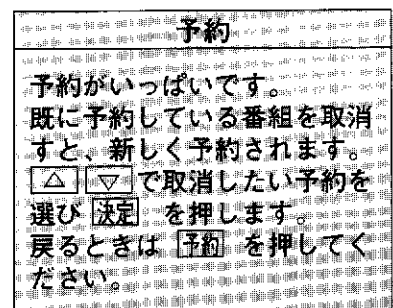 予約
予約がいっぱいです。
既に予約している番組を取消
すと、新しく予約されます。
△ ▽ で取消したい予約を
選び 決定 を押します。
戻るときは 予約 を押してく
ださい。